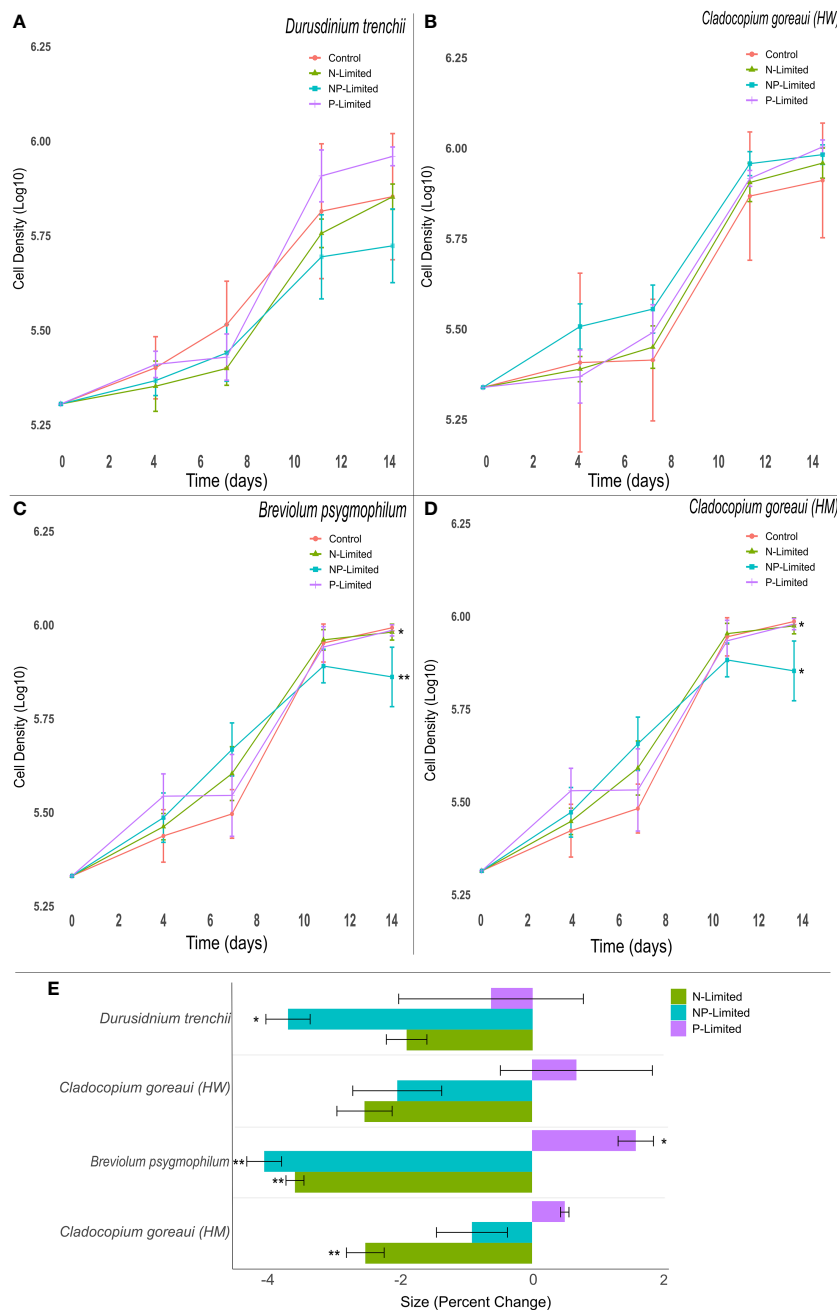 A
Durusdinium trenchii
6.25
6.00
5.75
5.50
5.25
Cell Density (Log10)
Control
N-Limited
NP-Limited
P-Limited
0 2 4 6 8 10 12 14
Time (days)
B
Cladocopium goreaui (HW)
6.25
6.00
5.75
5.50
5.25
Cell Density (Log10)
Control
N-Limited
NP-Limited
P-Limited
0 2 4 6 8 10 12 14
Time (days)
C
Breviolum psygmophilum
6.25
6.00
5.75
5.50
5.25
Cell Density (Log10)
Control
N-Limited
NP-Limited
P-Limited
*
**
0 2 4 6 8 10 12 14
Time (days)
D
Cladocopium goreaui (HM)
6.25
6.00
5.75
5.50
5.25
Cell Density (Log10)
Control
N-Limited
NP-Limited
P-Limited
*
*
0 2 4 6 8 10 12 14
Time (days)
E
N-Limited
NP-Limited
P-Limited
Durusidnium trenchii
*
Cladocopium goreaui (HW)
*
Breviolum psygmophilum
**
**
Cladocopium goreaui (HM)
**
-4 -2 0 2
Size (Percent Change)